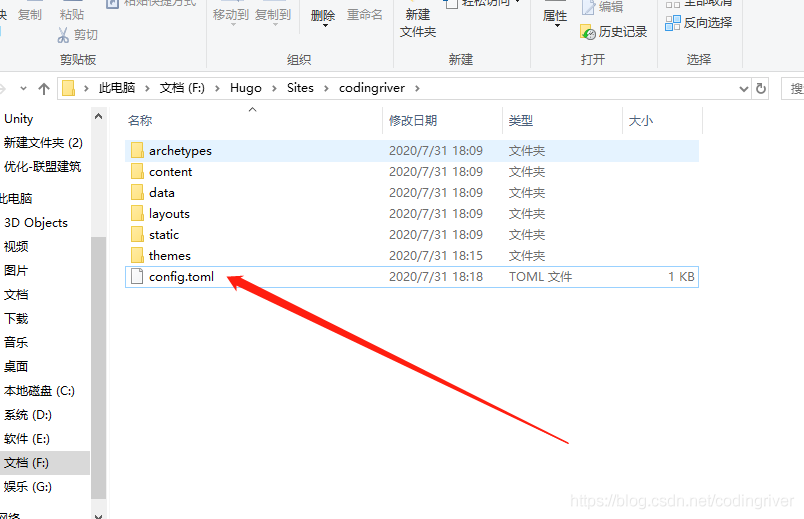 复制 粘贴 粘贴快捷方式 移动到 复制到 删除 重命名 新建 轻松访问 属性 编辑 全部取消
剪切 文件夹 历史记录 反向选择
剪贴板 组织 新建 打开 选择
此电脑 文档 (F:) Hugo Sites codingriver 搜
名称 修改日期 类型 大小
Unity
新建文件夹 (2)
优化-联盟建筑
此电脑
3D Objects
视频
图片
文档
下载
音乐
桌面
本地磁盘 (C:)
系统 (D:)
软件 (E:)
文档 (F:)
娱乐 (G:)
网络
archetypes 2020/7/31 18:09 文件夹
content 2020/7/31 18:09 文件夹
data 2020/7/31 18:09 文件夹
layouts 2020/7/31 18:09 文件夹
static 2020/7/31 18:09 文件夹
themes 2020/7/31 18:15 文件夹
config.toml 2020/7/31 18:18 TOML 文件 1 KB
https://blog.csdn.net/codingriver